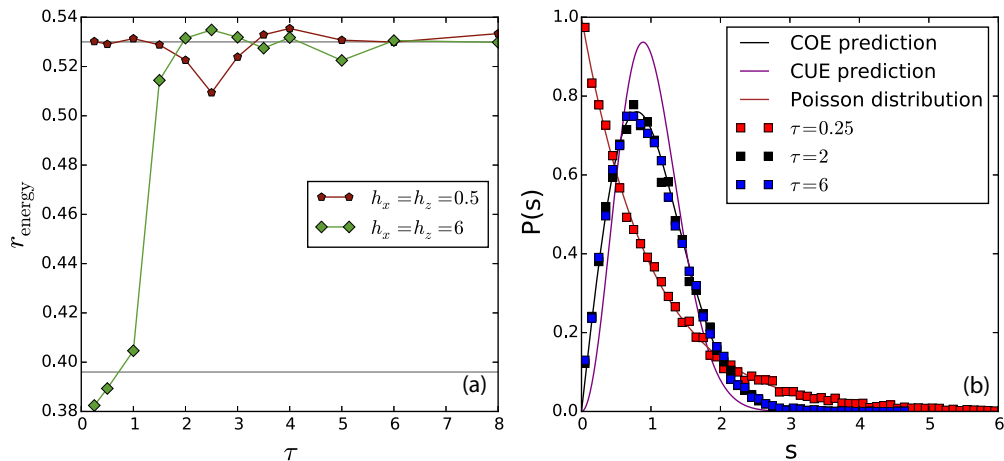 0.54
0.52
0.50
0.48
0.46
0.44
0.42
0.40
0.38
r_energy
0 1 2 3 4 5 6 7 8
τ
h_x = h_z = 0.5
h_x = h_z = 6
(a)
1.0
0.8
0.6
0.4
0.2
0.0
P(s)
0 1 2 3 4 5 6
s
COE prediction
CUE prediction
Poisson distribution
τ=0.25
τ=2
τ=6
(b)